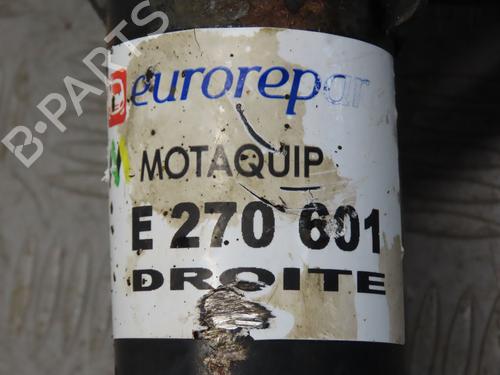 eurorepar
MOTAQUIP
E 270 601
DROITE
B-PARTS